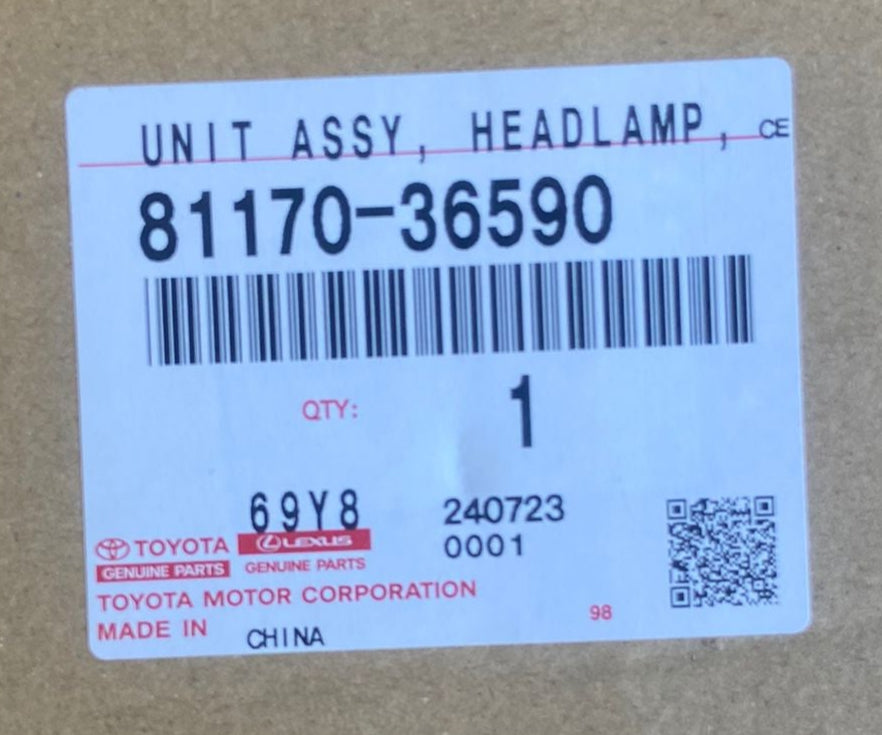 UNIT ASSY, HEADLAMP, CE
81170-36590
QTY: 1
69Y8 240723
TOYOTA LEXUS 0001
GENUINE PARTS GENUINE PARTS
TOYOTA MOTOR CORPORATION
98
MADE IN CHINA